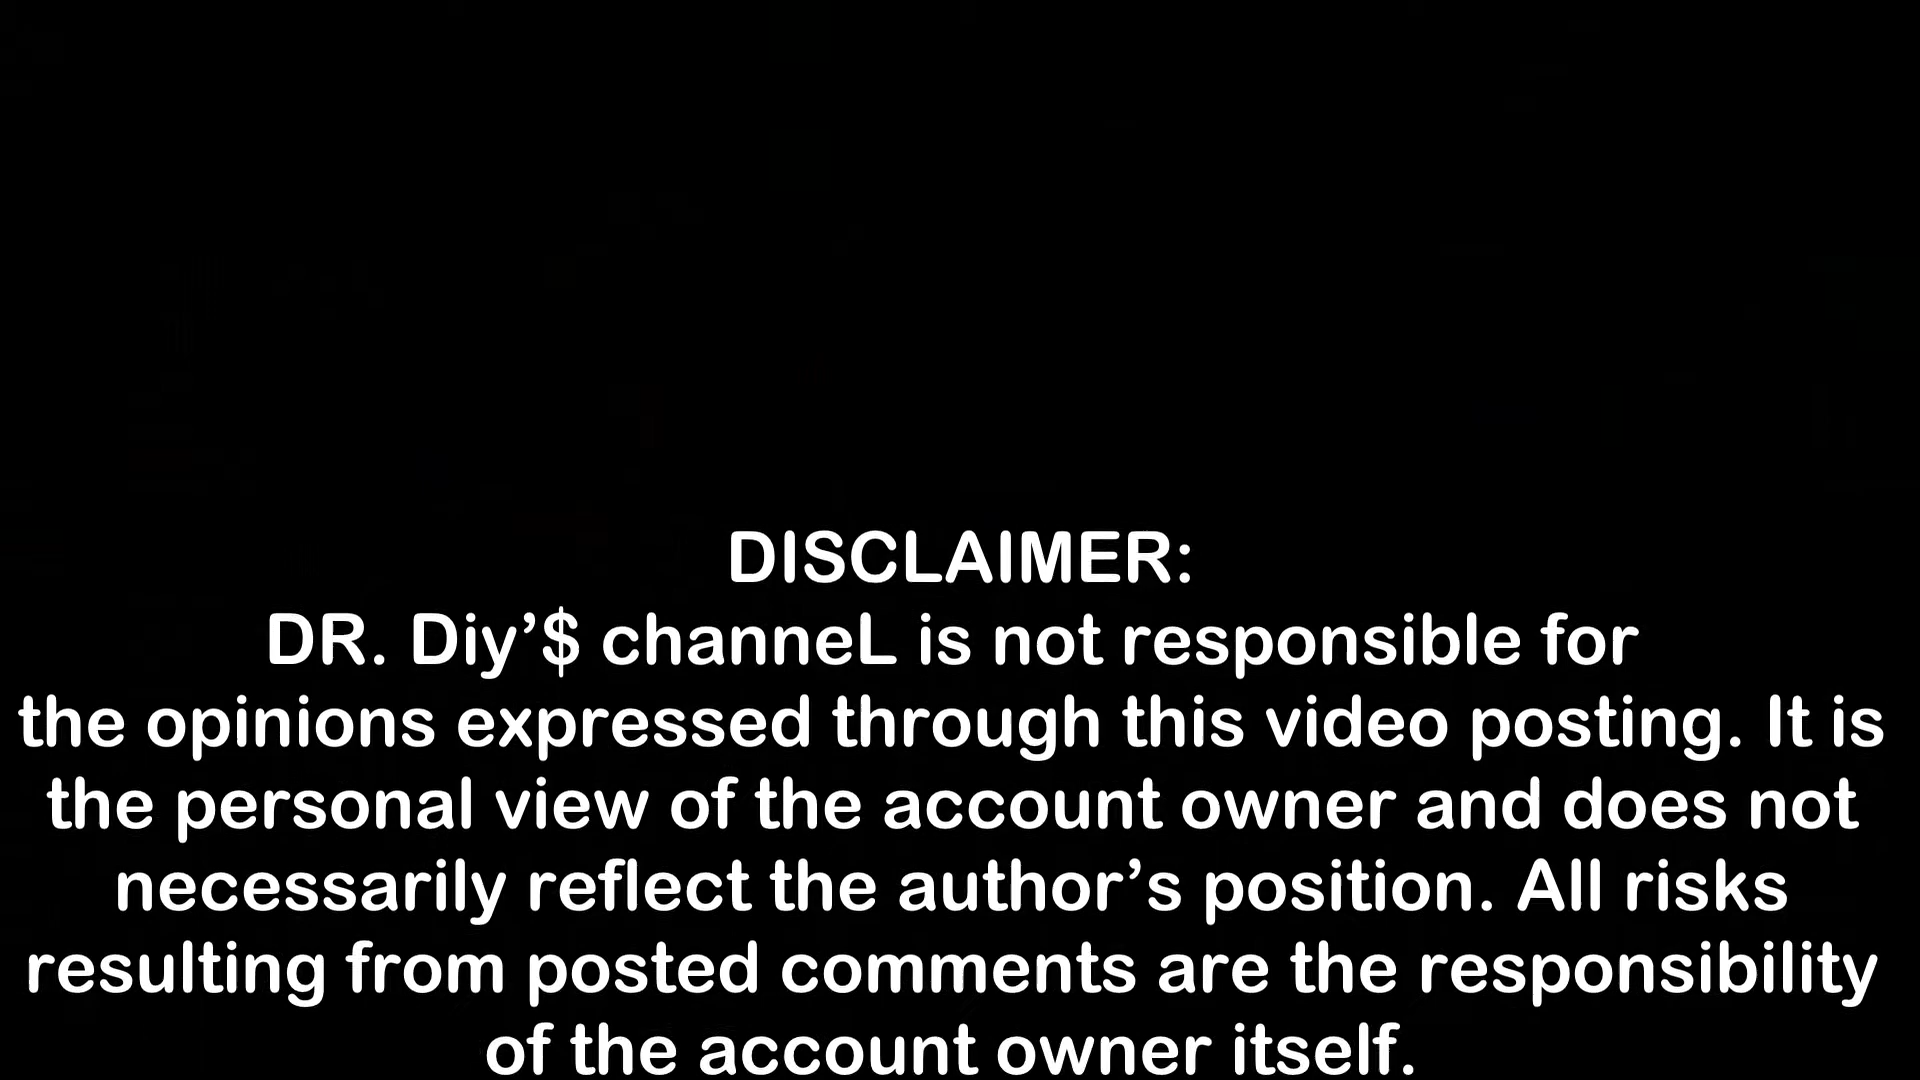 DISCLAIMER:
DR. Diy’$ channeL is not responsible for
the opinions expressed through this video posting. It is
the personal view of the account owner and does not
necessarily reflect the author’s position. All risks
resulting from posted comments are the responsibility
of the account owner itself.